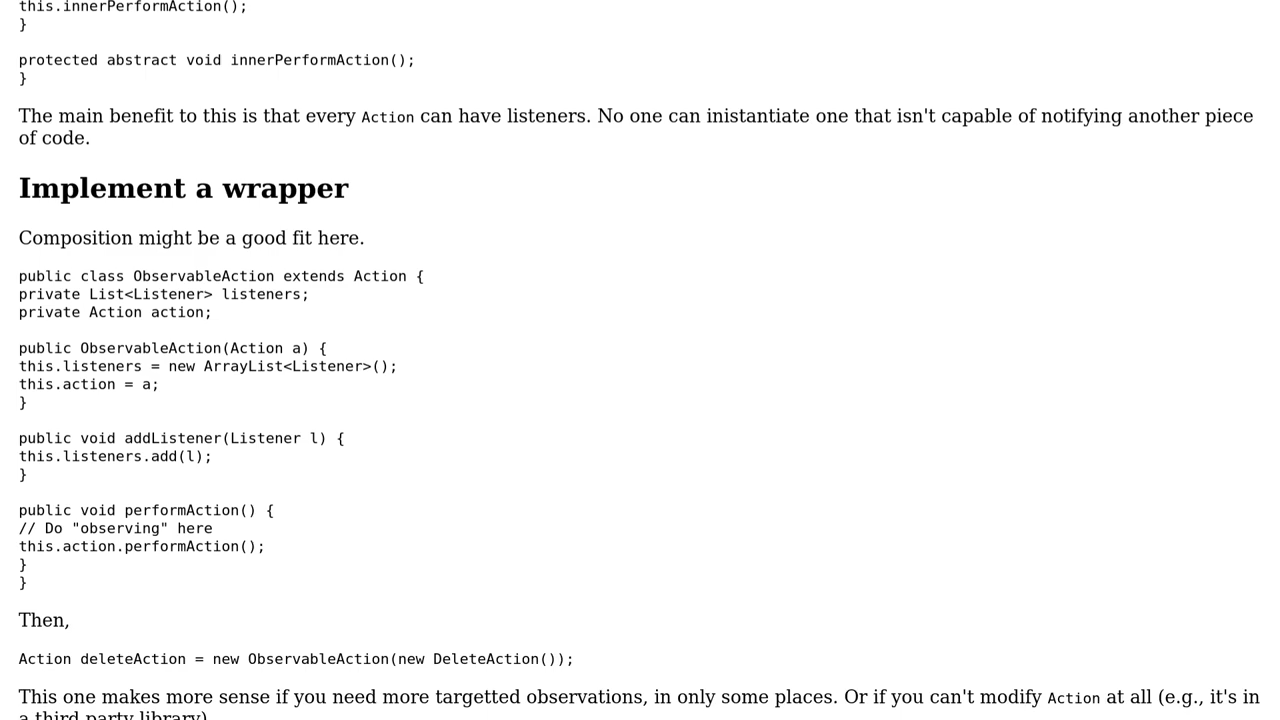 this.innerPerformAction();
}
protected abstract void innerPerformAction();
}
The main benefit to this is that every Action can have listeners. No one can inistantiate one that isn't capable of notifying another piece
of code.
Implement a wrapper
Composition might be a good fit here.
public class ObservableAction extends Action {
private List<Listener> listeners;
private Action action;
public ObservableAction(Action a) {
this.listeners = new ArrayList<Listener>();
this.action = a;
}
public void addListener(Listener l) {
this.listeners.add(l);
}
public void performAction() {
// Do "observing" here
this.action.performAction();
}
}
Then,
Action deleteAction = new ObservableAction(new DeleteAction());
This one makes more sense if you need more targetted observations, in only some places. Or if you can't modify Action at all (e.g., it's in
a third party library)